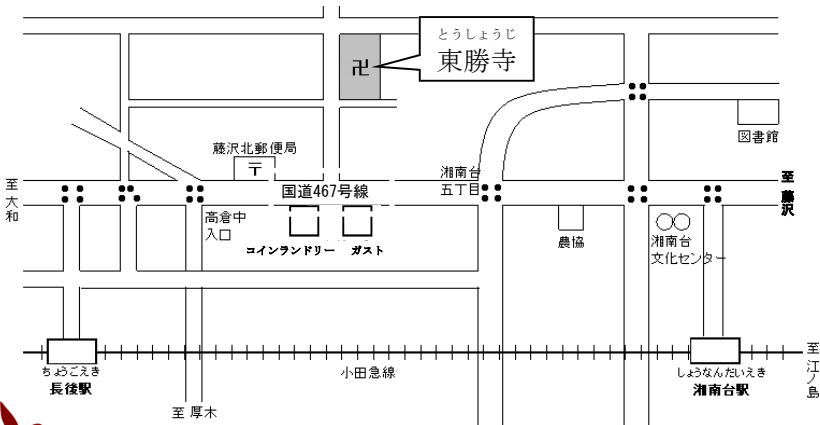 とうしょうじ
東勝寺
卍
図書館
藤沢北郵便局
〒
湘南台
五丁目
至大和
国道467号線
至藤沢
高倉中
入口
コインランドリー
ガスト
農協
湘南台
文化センター
ちょうごえき
長後駅
小田急線
しょうなんだいえき
湘南台駅
至江ノ島
至 厚木